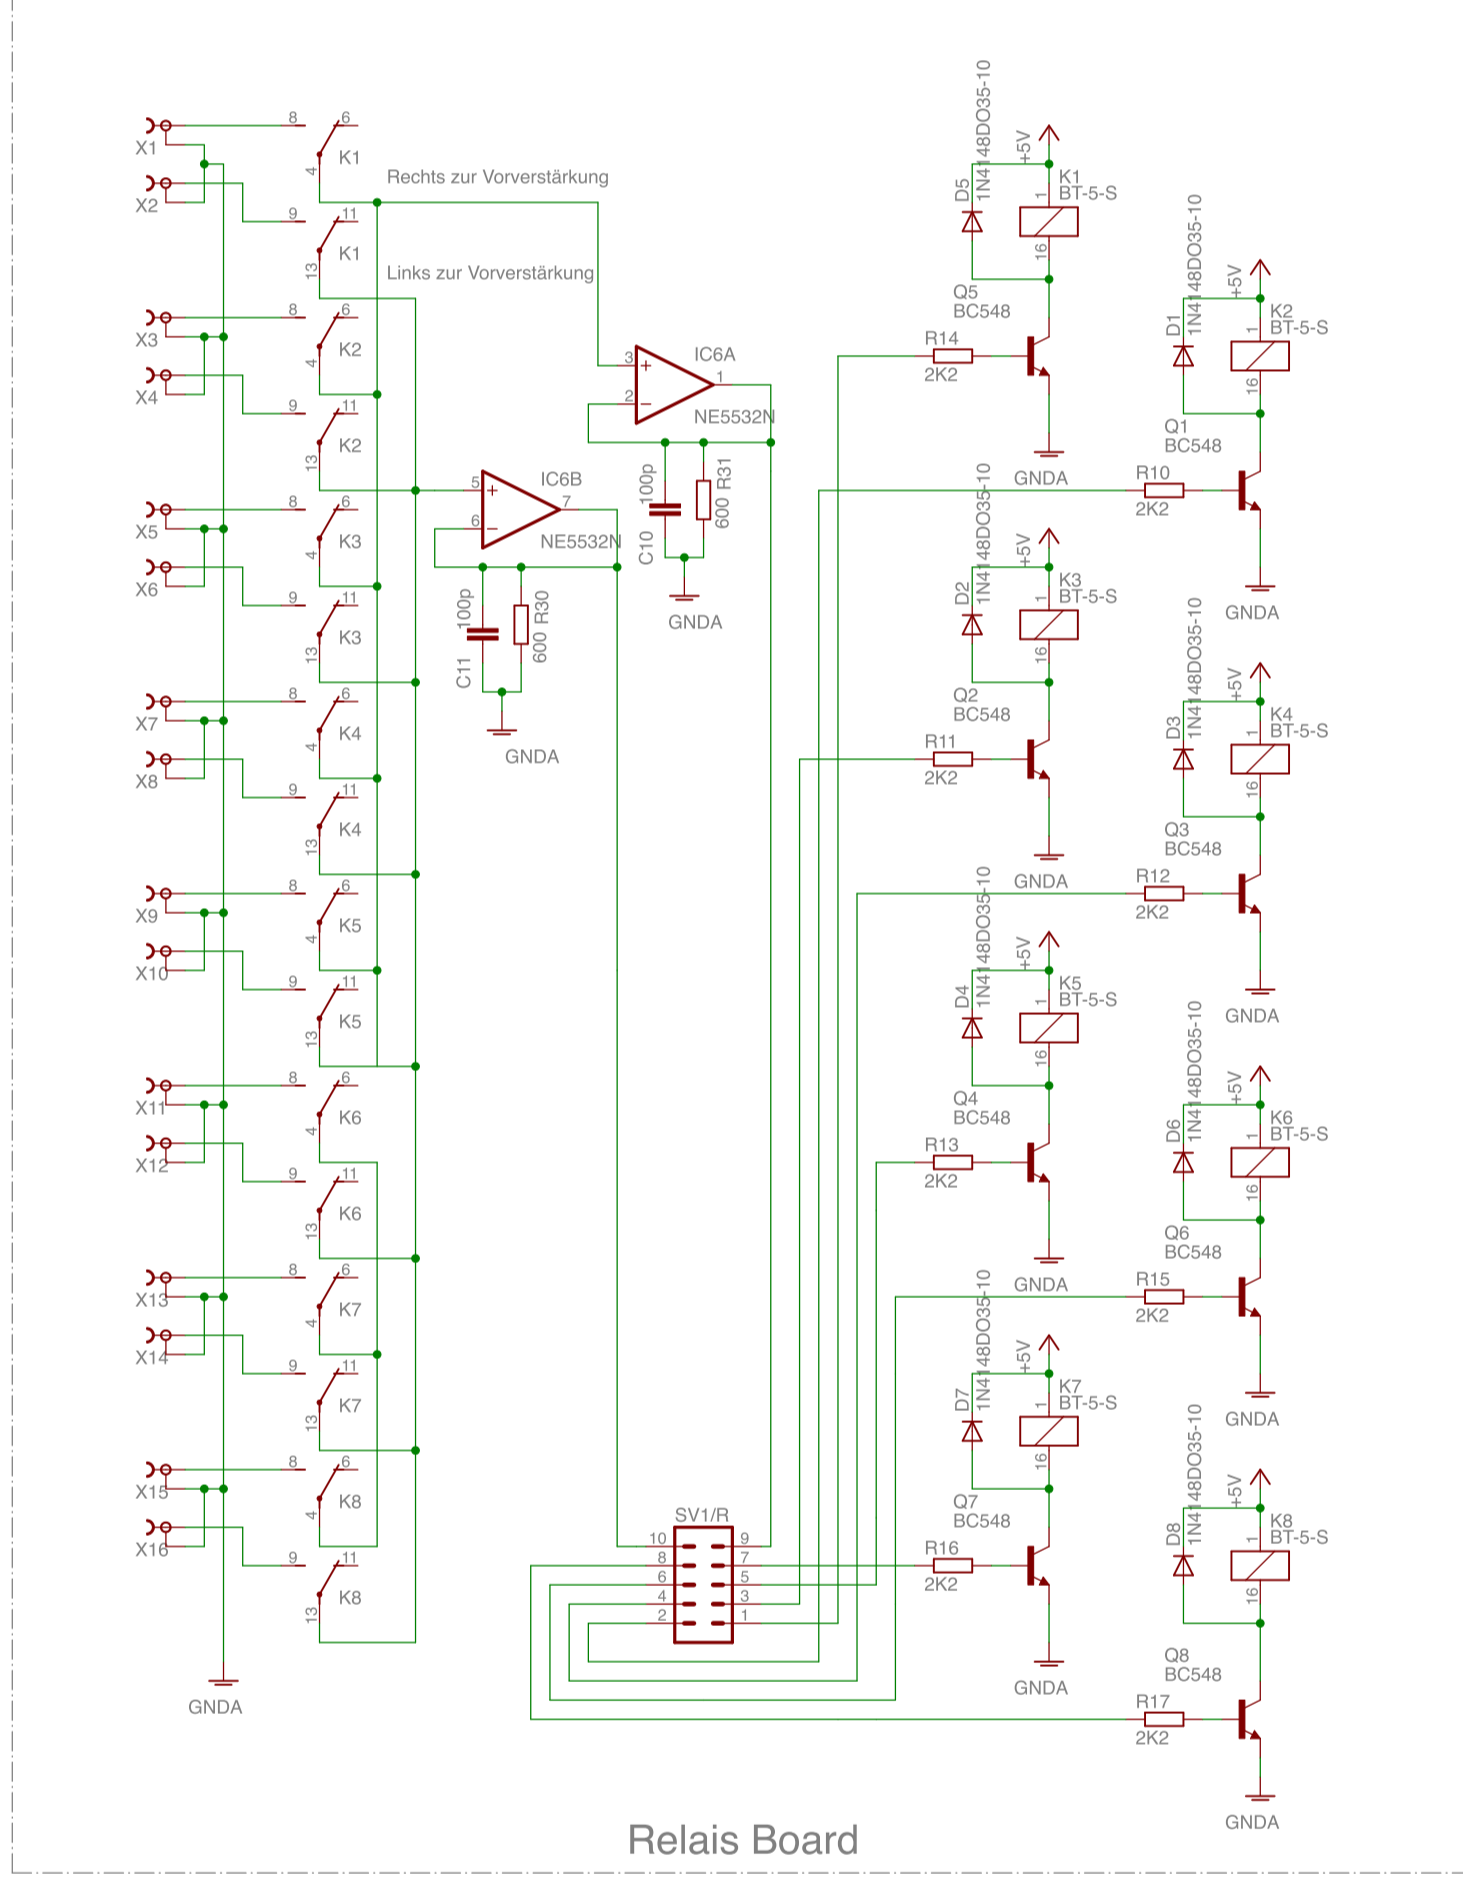 X1
8
6
4
K1
X2
9
11
13
K1
X3
8
6
4
K2
X4
9
11
13
K2
X5
8
6
4
K3
X6
9
11
13
K3
X7
8
6
4
K4
X8
9
11
13
K4
X9
8
6
4
K5
X10
9
11
13
K5
X11
8
6
4
K6
X12
9
11
13
K6
X13
8
6
4
K7
X14
9
11
13
K7
X15
8
6
4
K8
X16
9
11
13
K8
GNDA
Rechts zur Vorverstärkung
Links zur Vorverstärkung
IC6A
3
2
1
NE5532N
C10
100p
600
R31
GNDA
IC6B
5
6
7
NE5532N
C11
100p
600
R30
GNDA
SV1/R
10
9
8
7
6
5
4
3
2
1
D5
1N4148DO35-10
+5V
K1
BT-5-S
1
16
Q5
BC548
R14
2K2
GNDA
D1
1N4148DO35-10
+5V
K2
BT-5-S
1
16
Q1
BC548
R10
2K2
GNDA
D2
1N4148DO35-10
+5V
K3
BT-5-S
1
16
Q2
BC548
R11
2K2
GNDA
D3
1N4148DO35-10
+5V
K4
BT-5-S
1
16
Q3
BC548
R12
2K2
GNDA
D4
1N4148DO35-10
+5V
K5
BT-5-S
1
16
Q4
BC548
R13
2K2
GNDA
D6
1N4148DO35-10
+5V
K6
BT-5-S
1
16
Q6
BC548
R15
2K2
GNDA
D7
1N4148DO35-10
+5V
K7
BT-5-S
1
16
Q7
BC548
R16
2K2
GNDA
D8
1N4148DO35-10
+5V
K8
BT-5-S
1
16
Q8
BC548
R17
2K2
GNDA
Relais Board